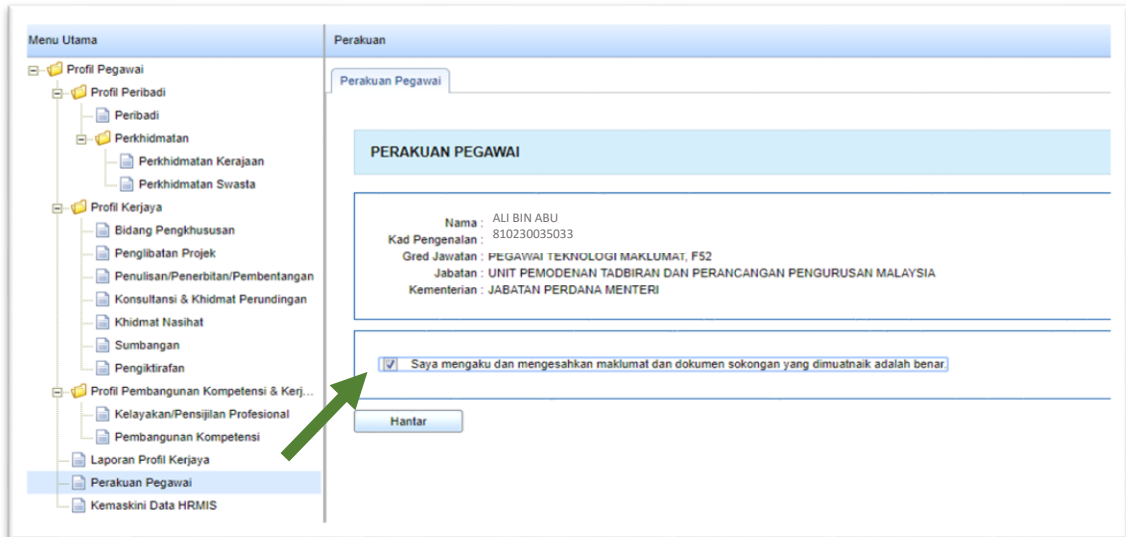 Menu Utama
Profil Pegawai
Profil Peribadi
Peribadi
Perkhidmatan
Perkhidmatan Kerajaan
Perkhidmatan Swasta
Profil Kerjaya
Bidang Pengkhususan
Penglibatan Projek
Penulisan/Penerbitan/Pembentangan
Konsultansi & Khidmat Perundingan
Khidmat Nasihat
Sumbangan
Pengiktirafan
Profil Pembangunan Kompetensi & Kerj...
Kelayakan/Pensijilan Profesional
Pembangunan Kompetensi
Laporan Profil Kerjaya
Perakuan Pegawai
Kemaskini Data HRMIS
Perakuan
Perakuan Pegawai
PERAKUAN PEGAWAI
Nama : ALI BIN ABU
Kad Pengenalan : 810230035033
Gred Jawatan : PEGAWAI TEKNOLOGI MAKLUMAT, F52
Jabatan : UNIT PEMODENAN TADBIRAN DAN PERANCANGAN PENGURUSAN MALAYSIA
Kementerian : JABATAN PERDANA MENTERI
Saya mengaku dan mengesahkan maklumat dan dokumen sokongan yang dimuatnaik adalah benar.
Hantar